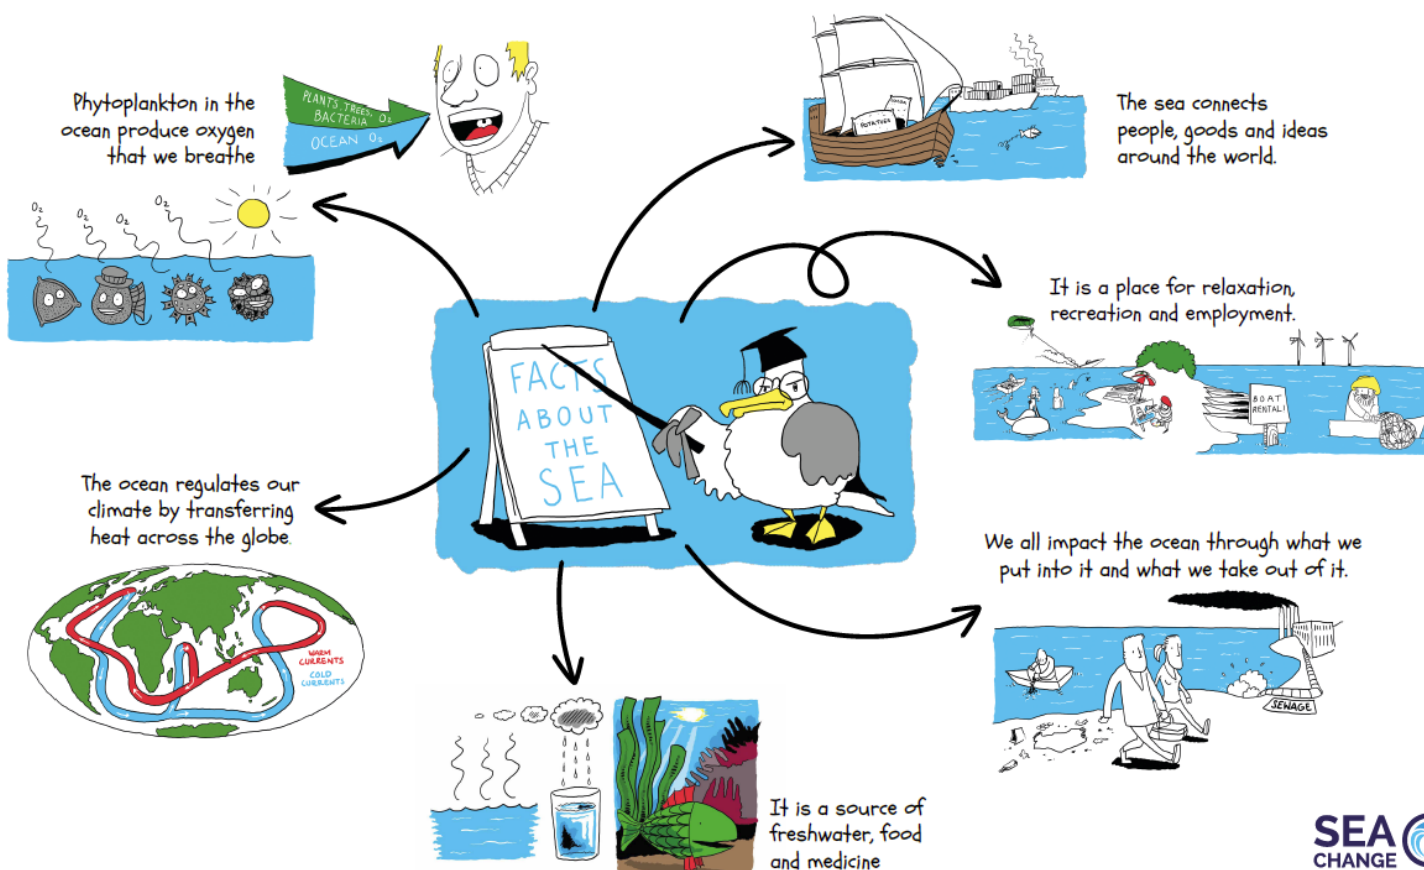 Phytoplankton in the
ocean produce oxygen
that we breathe
PLANTS, TREES,
BACTERIA O₂
OCEAN O₂
O₂ O₂ O₂ O₂
POTATOES
The sea connects
people, goods and ideas
around the world.
It is a place for relaxation,
recreation and employment.
BOAT
RENTAL!
FACTS
ABOUT
THE
SEA
The ocean regulates our
climate by transferring
heat across the globe.
WARM
CURRENTS
COLD
CURRENTS
We all impact the ocean through what we
put into it and what we take out of it.
SEWAGE
It is a source of
freshwater, food
and medicine
SEA
CHANGE